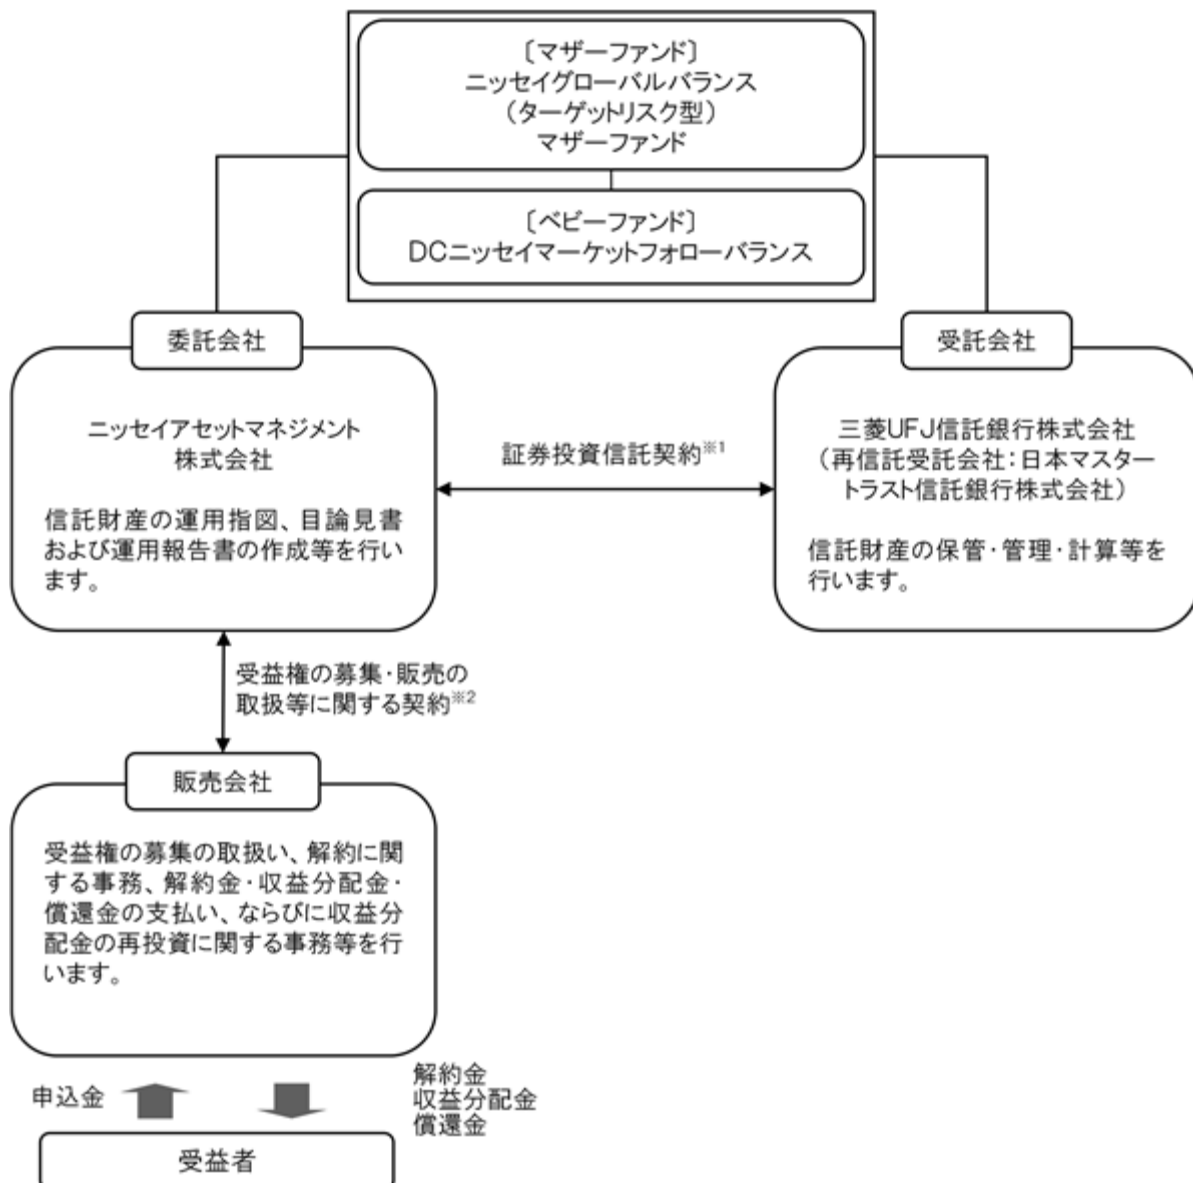 〔マザーファンド〕
ニッセイグローバルバランス
（ターゲットリスク型）
マザーファンド
〔ベビーファンド〕
DCニッセイマーケットフォローバランス
委託会社
ニッセイアセットマネジメント
株式会社
信託財産の運用指図、目論見書
および運用報告書の作成等を行い
ます。
証券投資信託契約※1
受託会社
三菱UFJ信託銀行株式会社
（再信託受託会社：日本マスター
トラスト信託銀行株式会社）
信託財産の保管・管理・計算等を
行います。
受益権の募集・販売の
取扱等に関する契約※2
販売会社
受益権の募集の取扱い、解約に関
する事務、解約金・収益分配金・
償還金の支払い、ならびに収益分
配金の再投資に関する事務等を行
います。
申込金
解約金
収益分配金
償還金
受益者